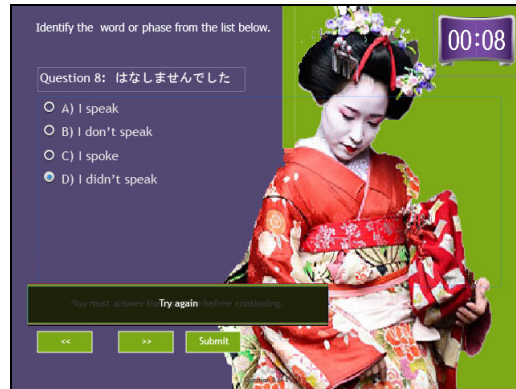 Identify the word or phase from the list below.
00:08
Question 8: はなしませんでした
A) I speak
B) I don't speak
C) I spoke
D) I didn't speak
You must answer the Try again before continuing.
<< >> Submit